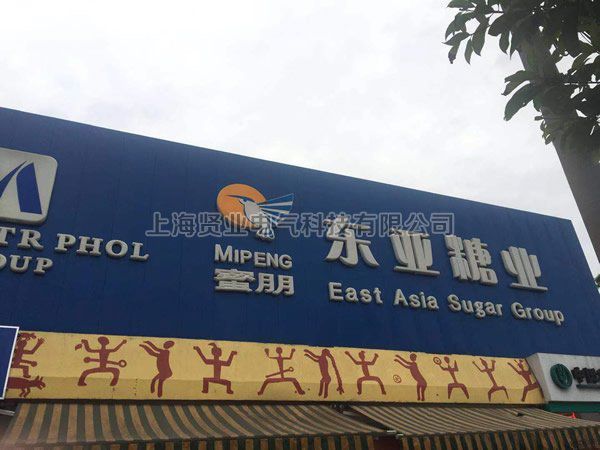 TR PHOL
OUP
MIPENG
蜜朋
东亚糖业
East Asia Sugar Group
上海贤业电气科技有限公司